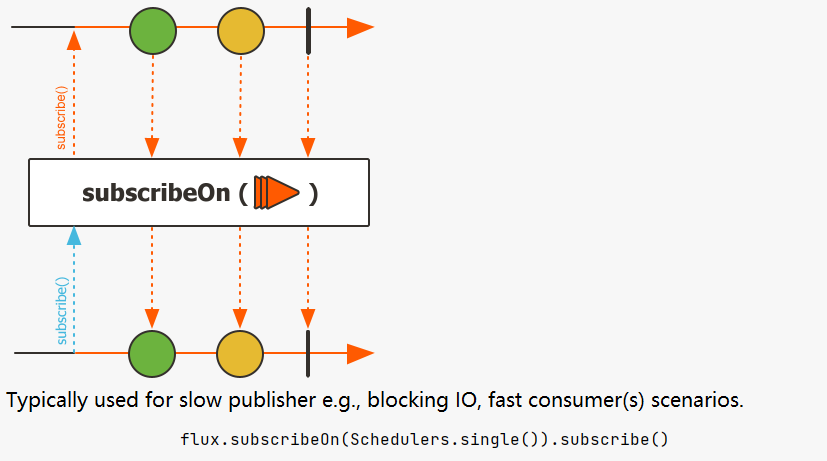 subscribe()
subscribeOn ( )
subscribe()
Typically used for slow publisher e.g., blocking IO, fast consumer(s) scenarios.
flux.subscribeOn(Schedulers.single()).subscribe()